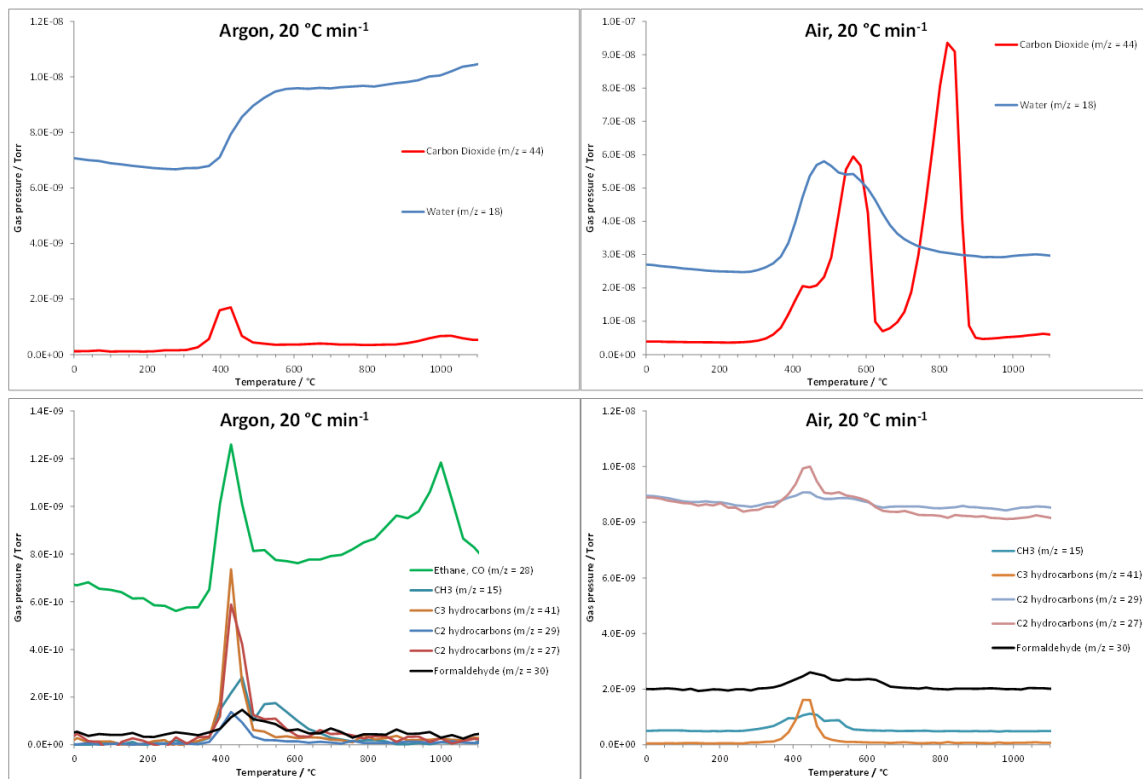 Argon, 20 °C min-1
1.2E-08
1.0E-08
8.0E-09
6.0E-09
4.0E-09
2.0E-09
0.0E+00
Gas pressure / Torr
0
200
400
600
800
1000
Temperature / °C
Carbon Dioxide (m/z = 44)
Water (m/z = 18)
Air, 20 °C min-1
1.0E-07
9.0E-08
8.0E-08
7.0E-08
6.0E-08
5.0E-08
4.0E-08
3.0E-08
2.0E-08
1.0E-08
0.0E+00
Gas pressure / Torr
0
200
400
600
800
1000
Temperature / °C
Carbon Dioxide (m/z = 44)
Water (m/z = 18)
Argon, 20 °C min-1
1.4E-09
1.2E-09
1.0E-09
8.0E-10
6.0E-10
4.0E-10
2.0E-10
0.0E+00
Gas pressure / Torr
0
200
400
600
800
1000
Temperature / °C
Ethane, CO (m/z = 28)
CH3 (m/z = 15)
C3 hydrocarbons (m/z = 41)
C2 hydrocarbons (m/z = 29)
C2 hydrocarbons (m/z = 27)
Formaldehyde (m/z = 30)
Air, 20 °C min-1
1.2E-08
1.0E-08
8.0E-09
6.0E-09
4.0E-09
2.0E-09
0.0E+00
Gas pressure / Torr
0
200
400
600
800
1000
Temperature / °C
CH3 (m/z = 15)
C3 hydrocarbons (m/z = 41)
C2 hydrocarbons (m/z = 29)
C2 hydrocarbons (m/z = 27)
Formaldehyde (m/z = 30)